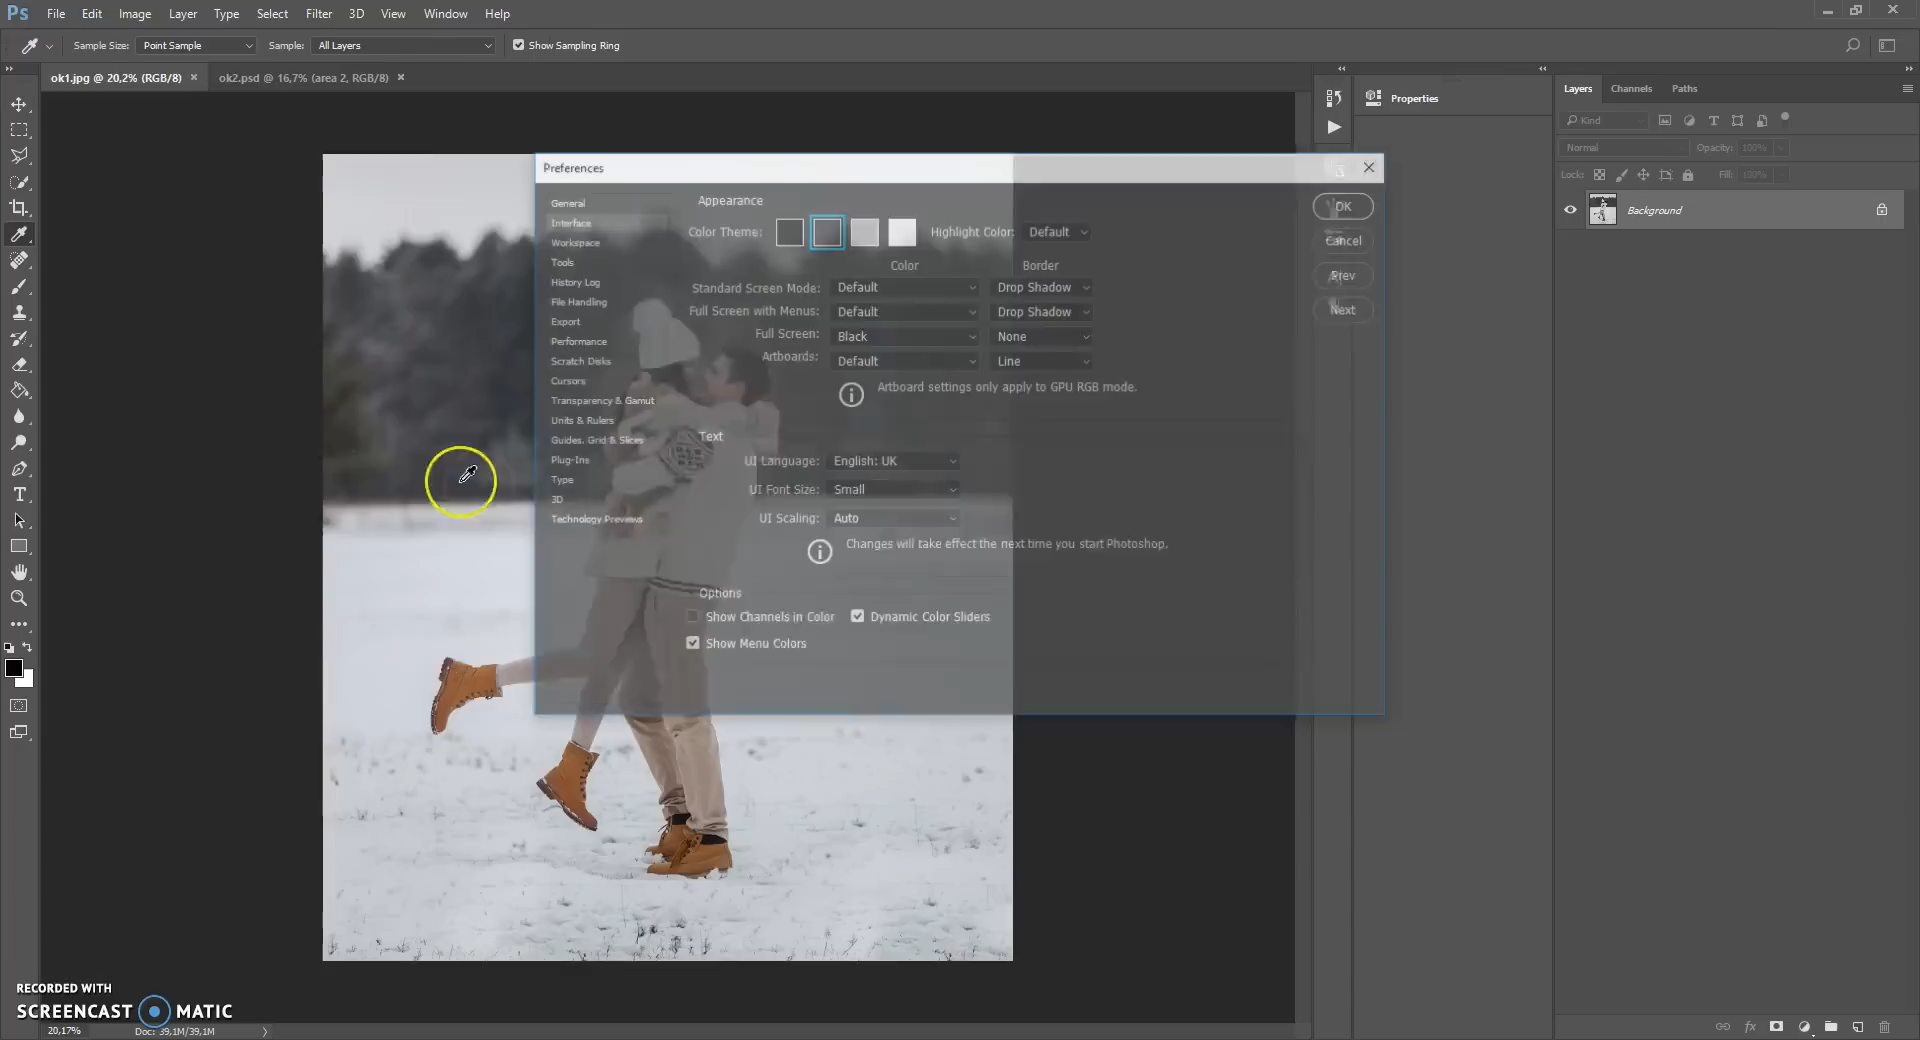 Ps File Edit Image Layer Type Select Filter 3D View Window Help
Sample Size: Point Sample Sample: All Layers Show Sampling Ring
ok1.jpg @ 20,2% (RGB/8) × ok2.psd @ 16,7% (area 2, RGB/8) ×
Properties
Layers Channels Paths
Kind
Normal Opacity: 100%
Lock: Fill: 100%
Background
Preferences
General
Interface
Workspace
Tools
History Log
File Handling
Export
Performance
Scratch Disks
Cursors
Transparency & Gamut
Units & Rulers
Guides, Grid & Slices
Plug-Ins
Type
3D
Technology Previews
Appearance
Color Theme: Highlight Color: Default
Color Border
Standard Screen Mode: Default Drop Shadow
Full Screen with Menus: Default Drop Shadow
Full Screen: Black None
Artboards: Default Line
Artboard settings only apply to GPU RGB mode.
Text
UI Language: English: UK
UI Font Size: Small
UI Scaling: Auto
Changes will take effect the next time you start Photoshop.
Options
Show Channels in Color Dynamic Color Sliders
Show Menu Colors
OK
Cancel
Prev
Next
RECORDED WITH
SCREENCAST MATIC
20,17% Doc: 39,1M/39,1M
fx